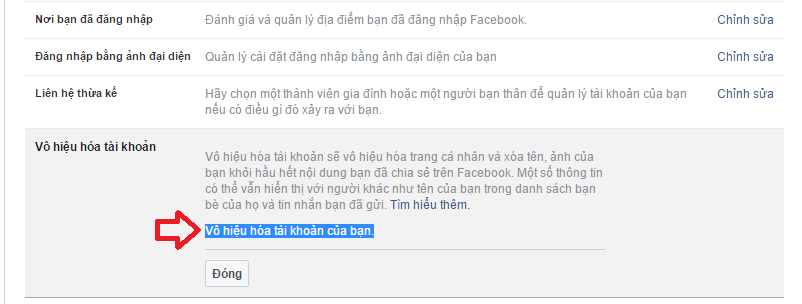 Nơi bạn đã đăng nhập
Đánh giá và quản lý địa điểm bạn đã đăng nhập Facebook.
Chỉnh sửa
Đăng nhập bằng ảnh đại diện
Quản lý cài đặt đăng nhập bằng ảnh đại diện của bạn
Chỉnh sửa
Liên hệ thừa kế
Hãy chọn một thành viên gia đình hoặc một người bạn thân để quản lý tài khoản của bạn
nếu có điều gì đó xảy ra với bạn.
Chỉnh sửa
Vô hiệu hóa tài khoản
Vô hiệu hóa tài khoản sẽ vô hiệu hóa trang cá nhân và xóa tên, ảnh của
bạn khỏi hầu hết nội dung bạn đã chia sẻ trên Facebook. Một số thông tin
có thể vẫn hiển thị với người khác như tên của bạn trong danh sách bạn
bè của họ và tin nhắn bạn đã gửi. Tìm hiểu thêm.
Vô hiệu hóa tài khoản của bạn.
Đóng